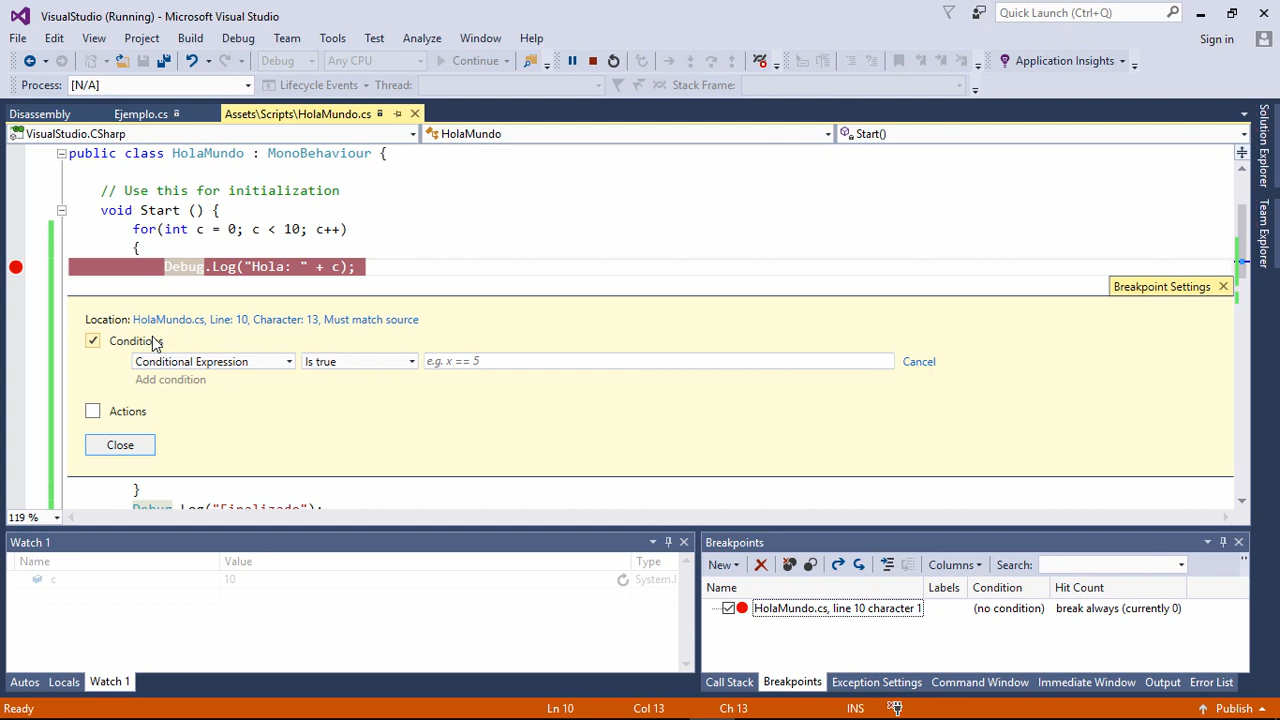 VisualStudio (Running) - Microsoft Visual Studio
Quick Launch (Ctrl+Q)
File Edit View Project Build Debug Team Tools Test Analyze Window Help
Sign in
Debug Any CPU Continue Application Insights
Process: [N/A] Lifecycle Events Thread: Stack Frame:
Disassembly Ejemplo.cs Assets\Scripts\HolaMundo.cs
VisualStudio.CSharp HolaMundo Start()
public class HolaMundo : MonoBehaviour {
// Use this for initialization
void Start () {
for(int c = 0; c < 10; c++)
{
Debug.Log("Hola: " + c);
Breakpoint Settings
Location: HolaMundo.cs, Line: 10, Character: 13, Must match source
Conditions
Conditional Expression Is true e.g. x == 5 Cancel
Add condition
Actions
Close
}
Debug.Log("Finalizado");
119 %
Solution Explorer
Team Explorer
Watch 1
Name Value Type
c 10 System.I
Autos Locals Watch 1
Breakpoints
New Columns Search:
Name Labels Condition Hit Count
HolaMundo.cs, line 10 character 1 (no condition) break always (currently 0)
Call Stack Breakpoints Exception Settings Command Window Immediate Window Output Error List
Ready Ln 10 Col 13 Ch 13 INS Publish